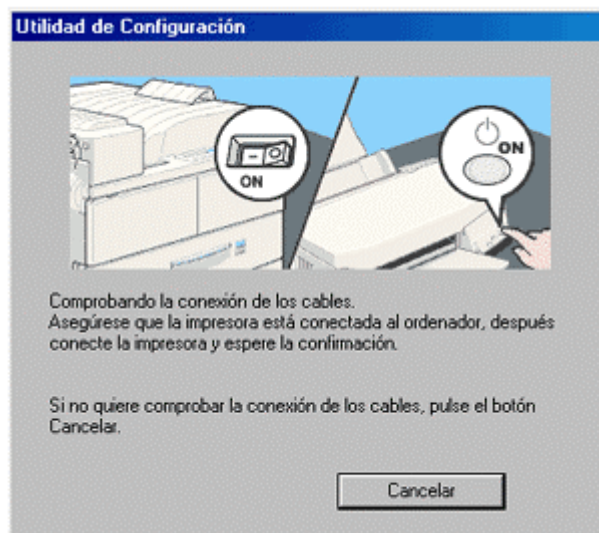 Utilidad de Configuración
ON
ON
Comprobando la conexión de los cables.
Asegúrese que la impresora está conectada al ordenador, después
conecte la impresora y espere la confirmación.
Si no quiere comprobar la conexión de los cables, pulse el botón
Cancelar.
Cancelar